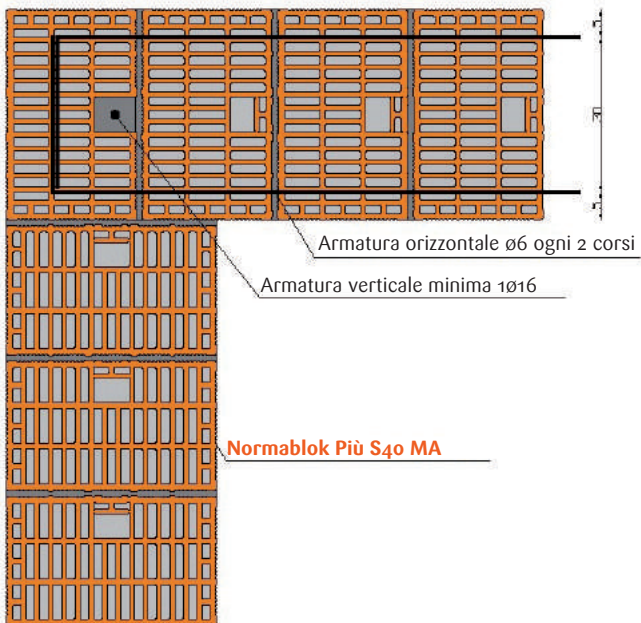 Armatura orizzontale ø6 ogni 2 corsi
Armatura verticale minima 1ø16
Normablok Più S40 MA